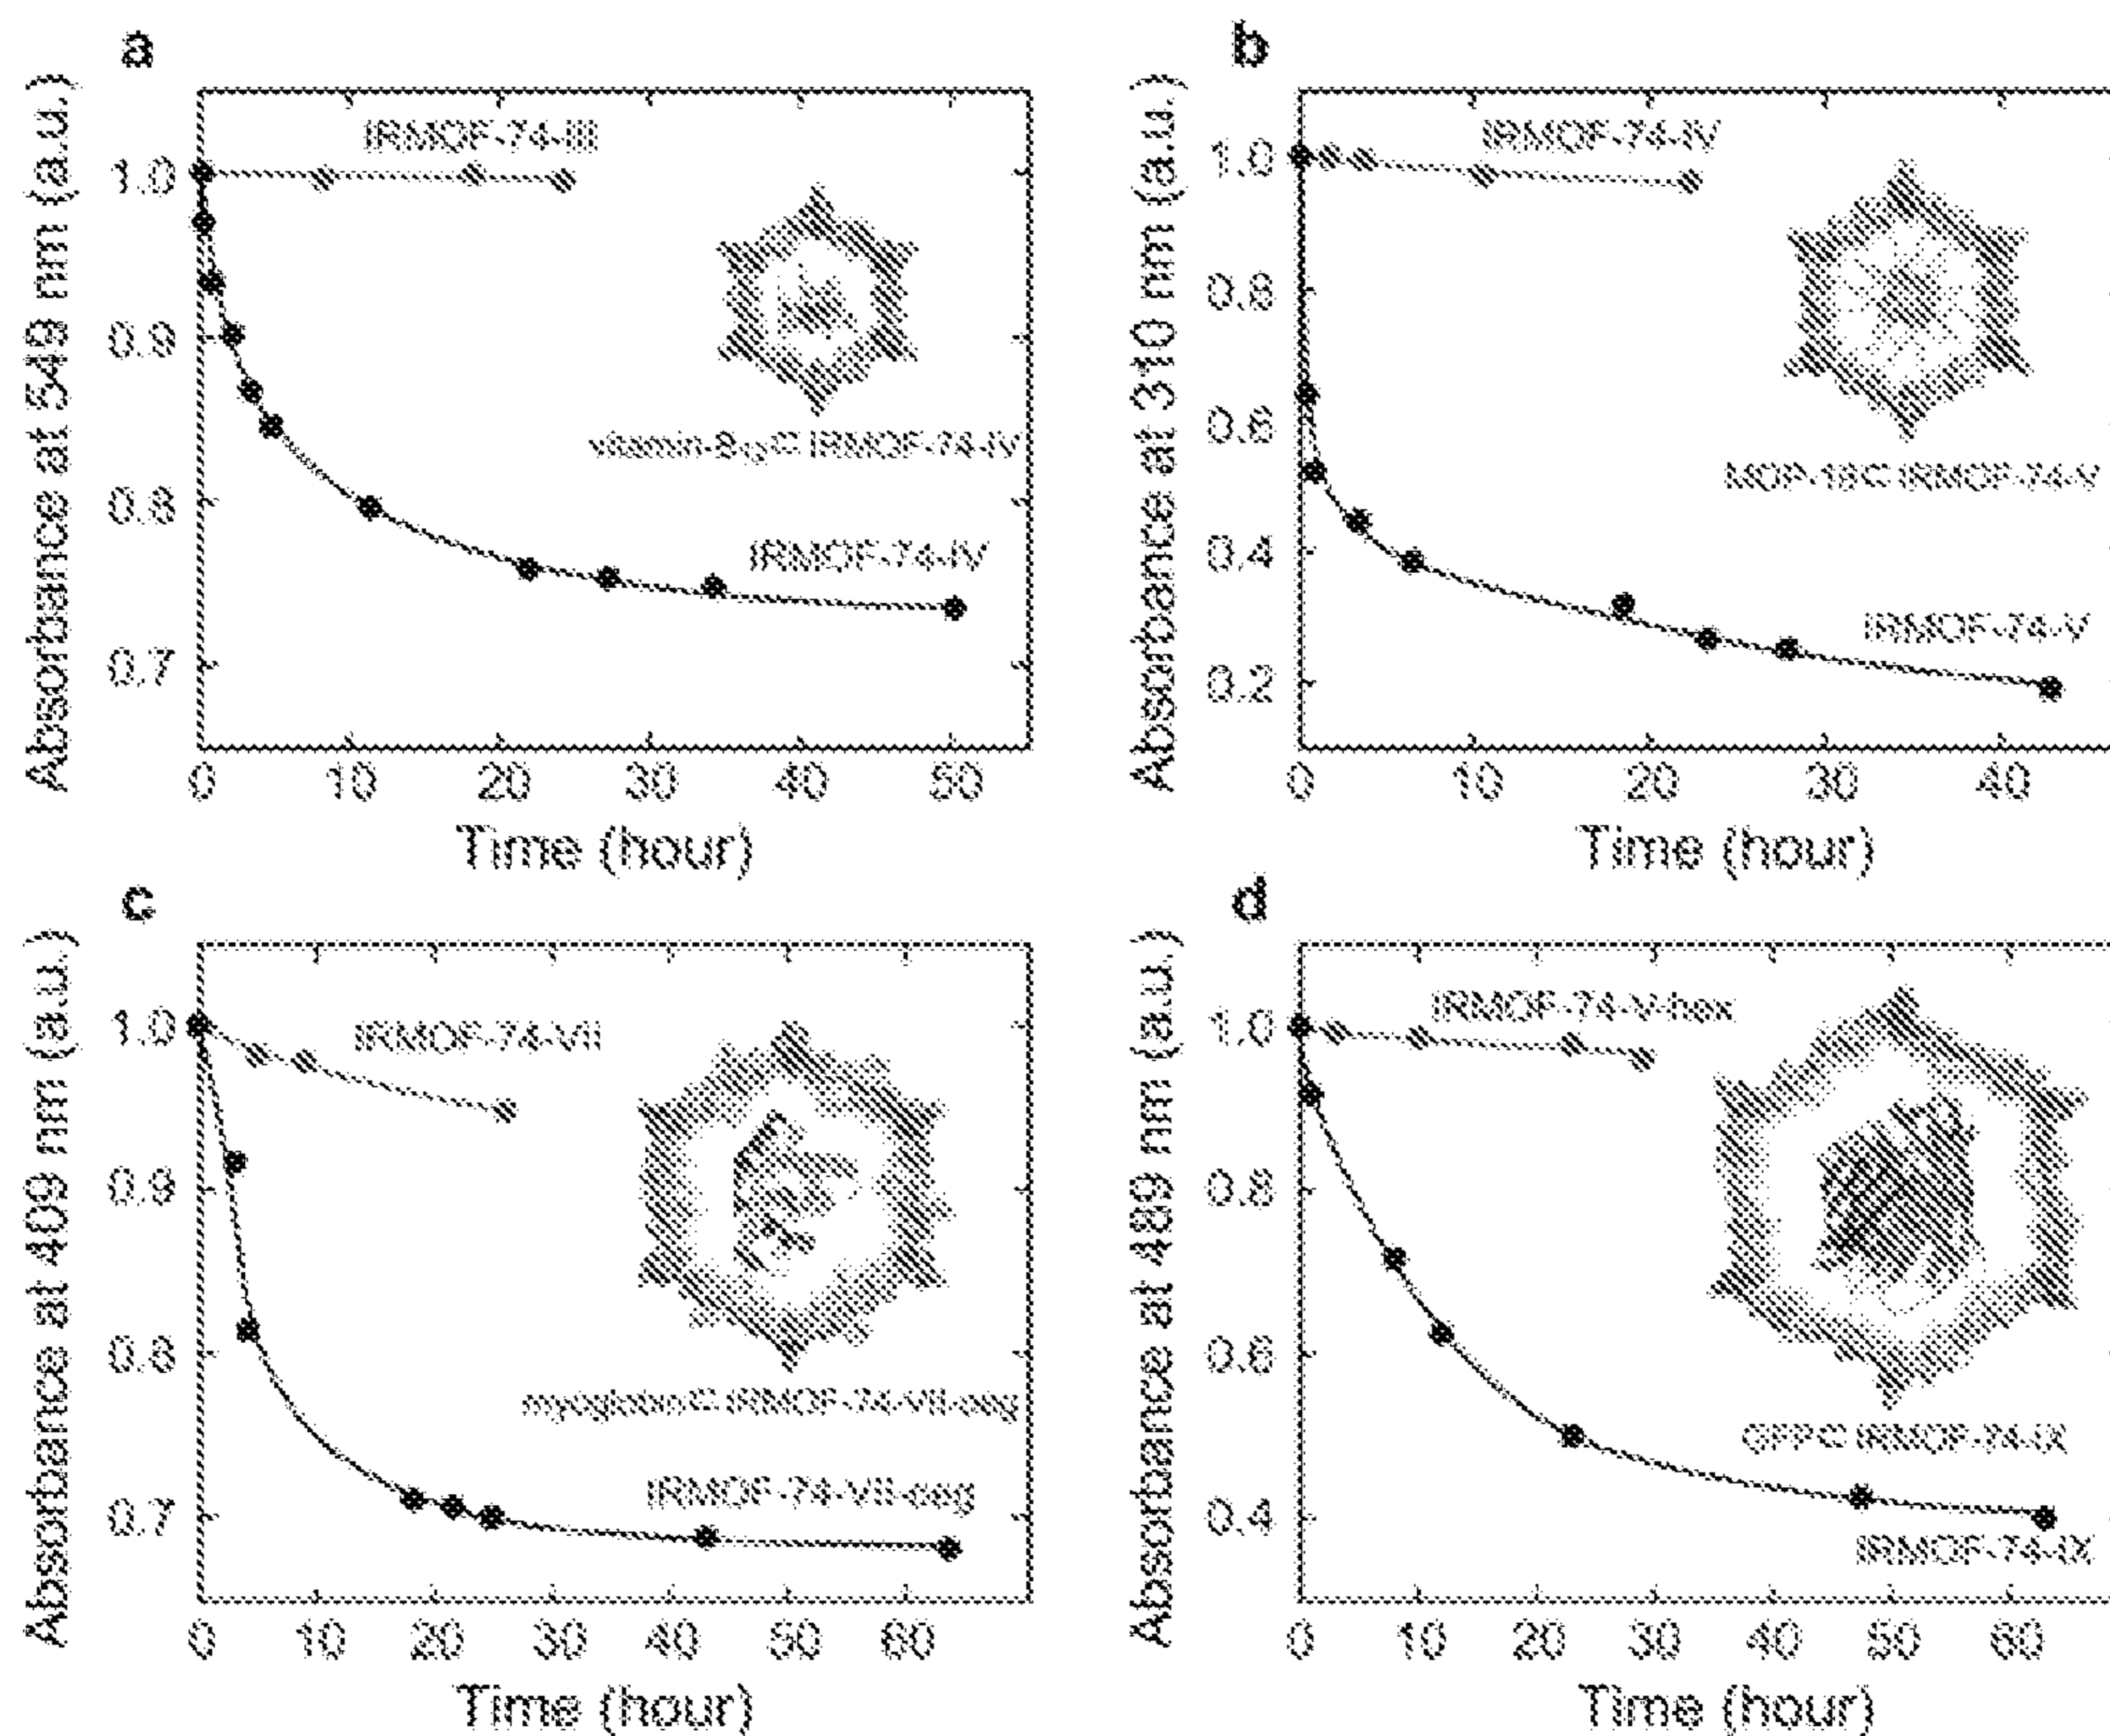 a
Absorbance at 549 nm (a.u.)
1.0
0.9
0.8
0.7
IRMOF-74-III
vitamin-B₁₂⊂ IRMOF-74-IV
IRMOF-74-IV
0 10 20 30 40 50
Time (hour)
b
Absorbance at 310 nm (a.u.)
1.0
0.8
0.6
0.4
0.2
IRMOF-74-IV
MOP-18⊂ IRMOF-74-V
IRMOF-74-V
0 10 20 30 40
Time (hour)
c
Absorbance at 409 nm (a.u.)
1.0
0.9
0.8
0.7
IRMOF-74-VII
myoglobin⊂ IRMOF-74-VII-oeg
IRMOF-74-VII-oeg
0 10 20 30 40 50 60
Time (hour)
d
Absorbance at 489 nm (a.u.)
1.0
0.8
0.6
0.4
IRMOF-74-V-hex
GFP⊂ IRMOF-74-IX
IRMOF-74-IX
0 10 20 30 40 50 60
Time (hour)